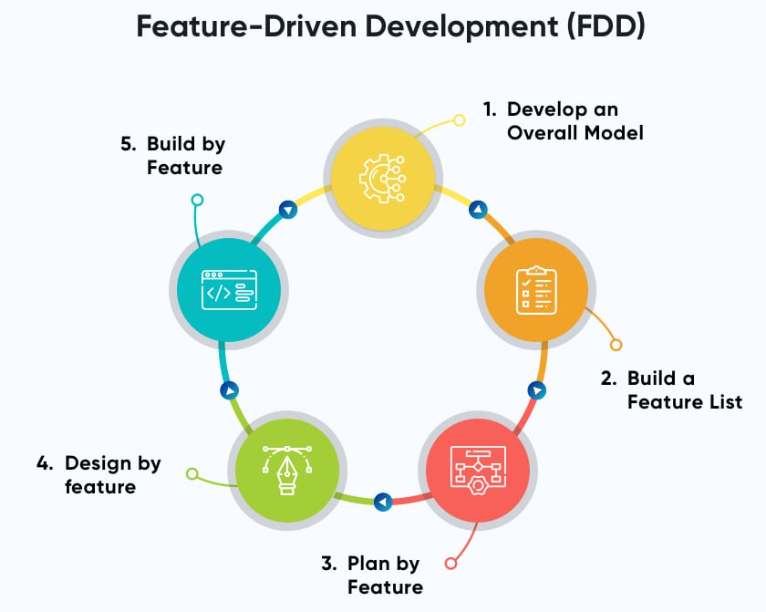 Feature-Driven Development (FDD)
1. Develop an
Overall Model
2. Build a
Feature List
3. Plan by
Feature
4. Design by
feature
5. Build by
Feature